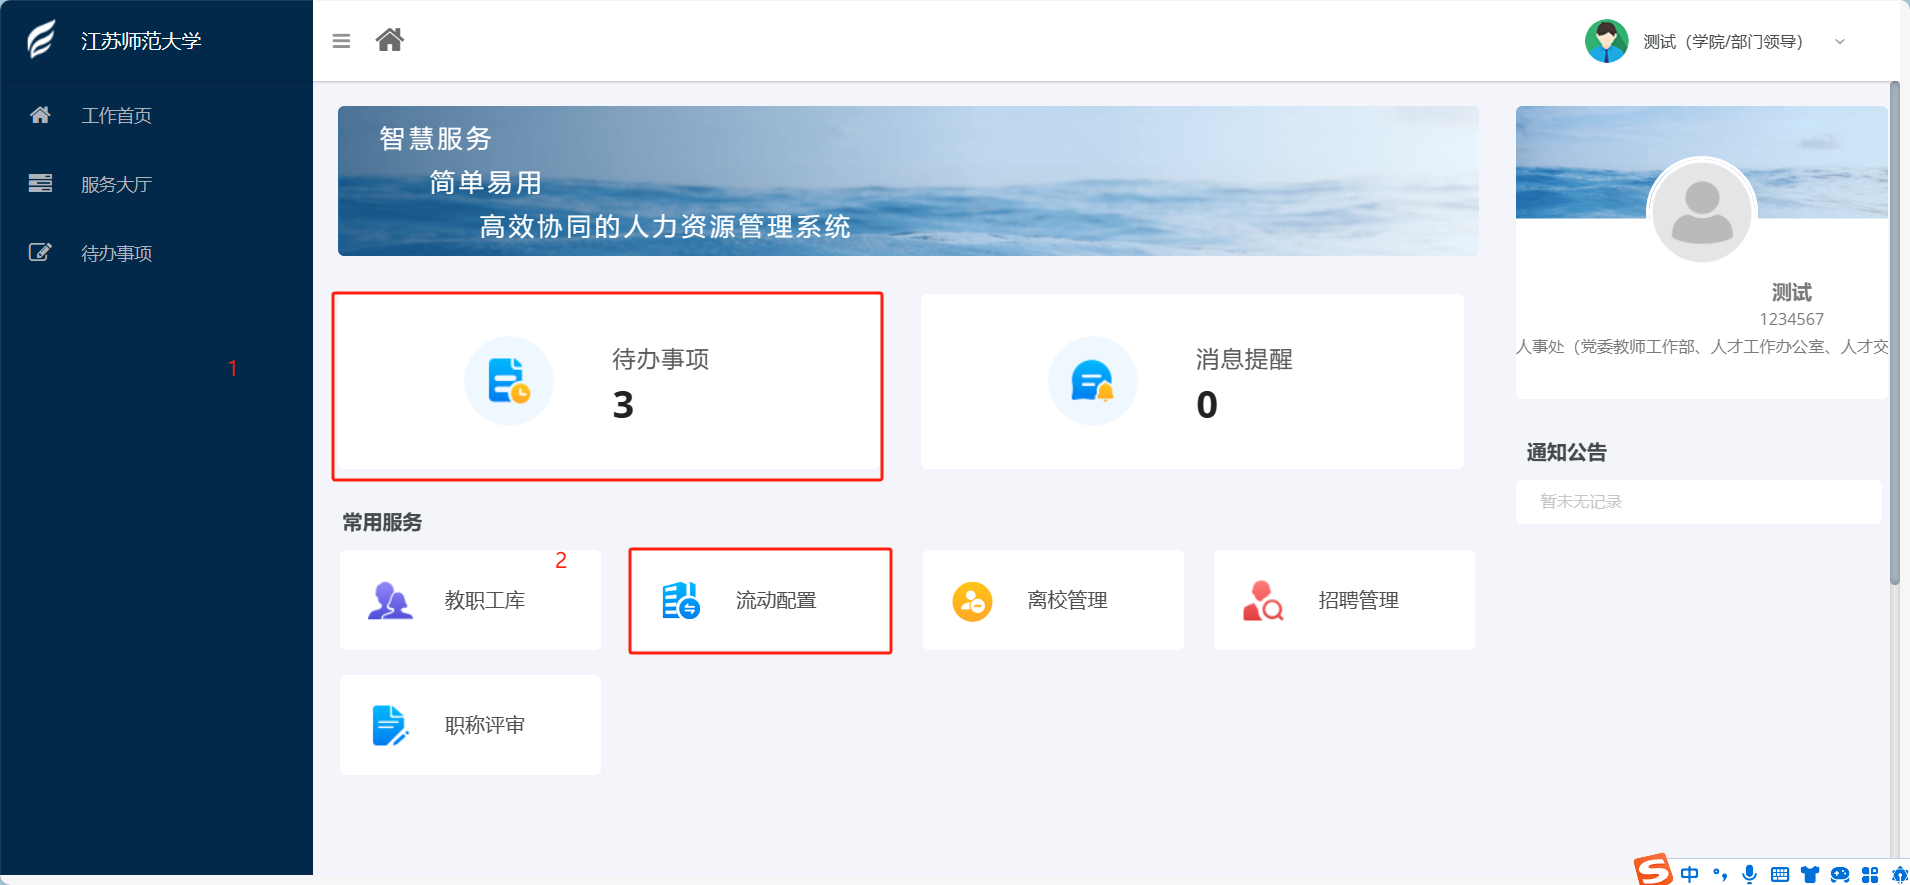 江苏师范大学
测试（学院/部门领导）
工作首页
服务大厅
待办事项
1
智慧服务
简单易用
高效协同的人力资源管理系统
待办事项
3
消息提醒
0
测试
1234567
人事处（党委教师工作部、人才工作办公室、人才交
通知公告
暂未无记录
常用服务
教职工库
2
流动配置
离校管理
招聘管理
职称评审
S
中